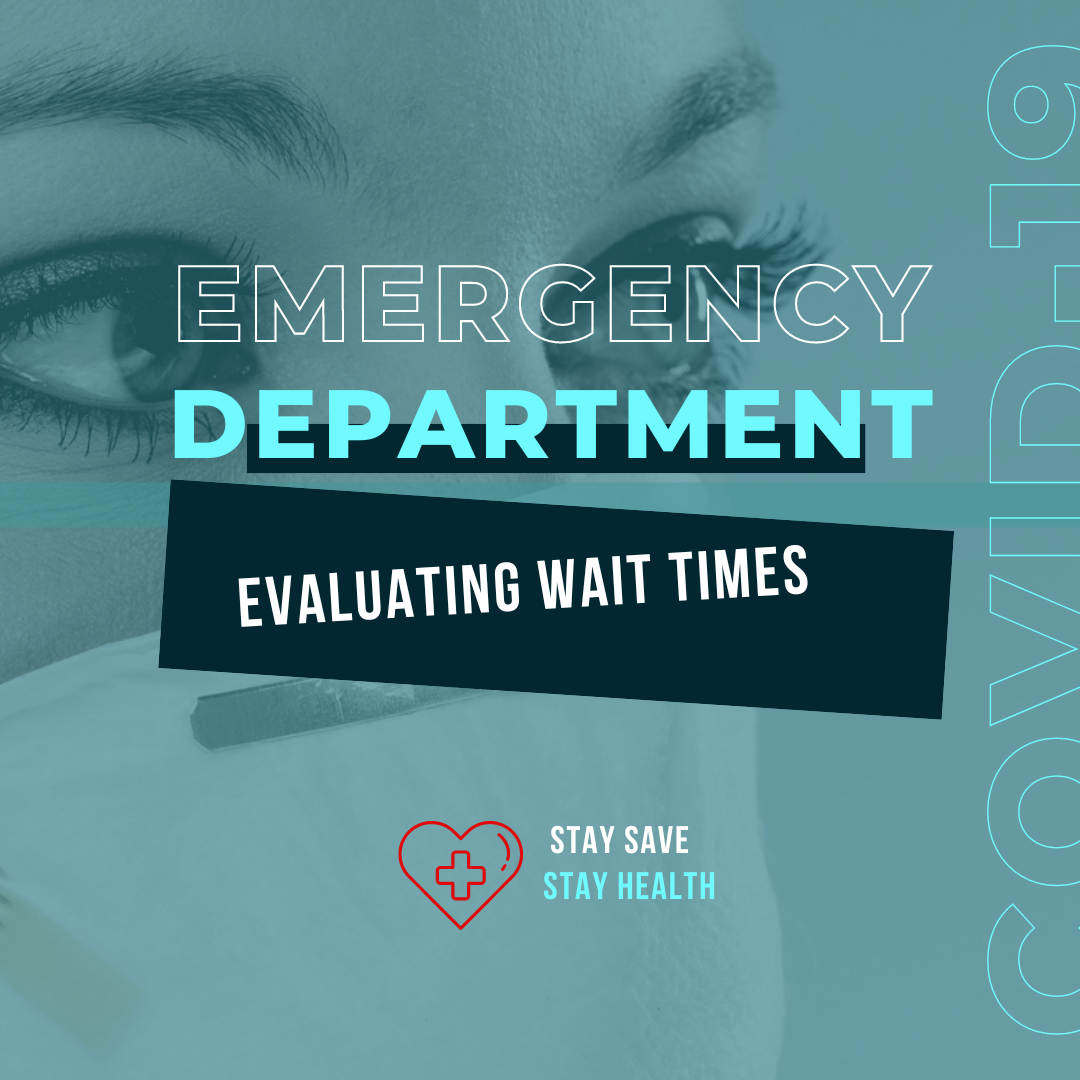 EMERGENCY
DEPARTMENT
EVALUATING WAIT TIMES
STAY SAVE
STAY HEALTH
COVID-19